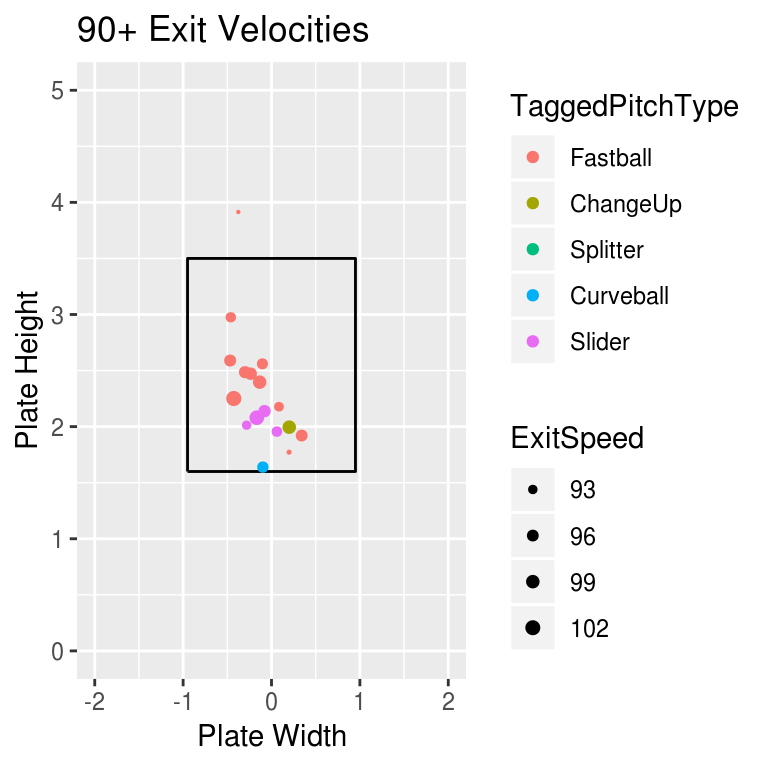 90+ Exit Velocities
5
4
3
2
1
0
Plate Height
-2 -1 0 1 2
Plate Width
TaggedPitchType
Fastball
ChangeUp
Splitter
Curveball
Slider
ExitSpeed
93
96
99
102